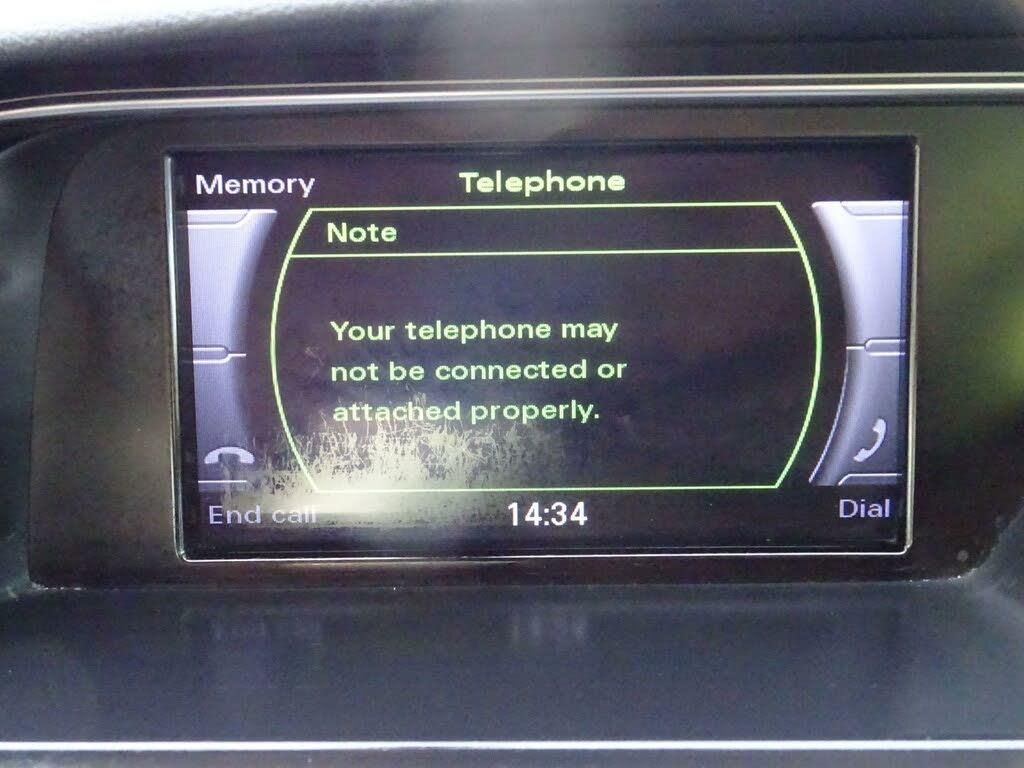 Memory
Telephone
Note
Your telephone may
not be connected or
attached properly.
End call
14:34
Dial